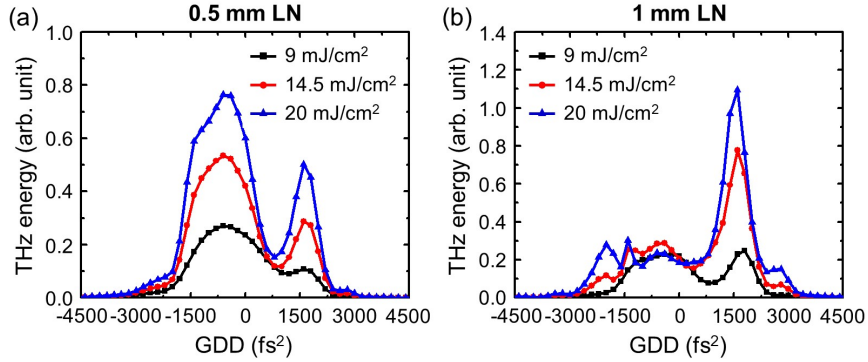 (a) 0.5 mm LN
THz energy (arb. unit)
1.0
0.8
0.6
0.4
0.2
0.0
9 mJ/cm²
14.5 mJ/cm²
20 mJ/cm²
-4500 -3000 -1500 0 1500 3000 4500
GDD (fs²)
(b) 1 mm LN
THz energy (arb. unit)
1.4
1.2
1.0
0.8
0.6
0.4
0.2
0.0
9 mJ/cm²
14.5 mJ/cm²
20 mJ/cm²
-4500 -3000 -1500 0 1500 3000 4500
GDD (fs²)